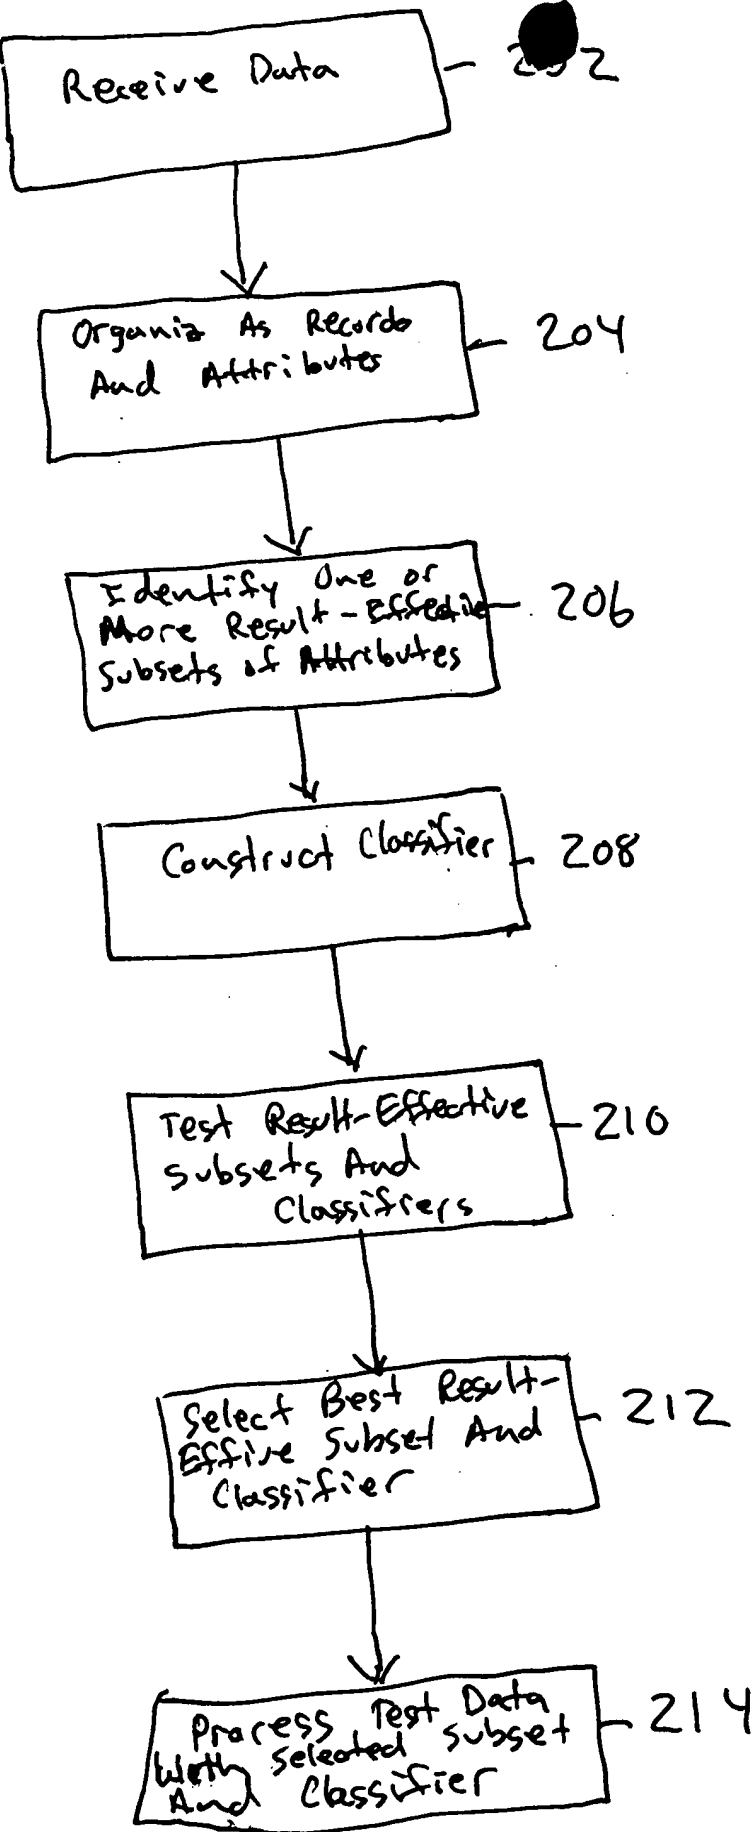 Receive Data
202
Organiz As Records
And Attributes
204
Identify One or
More Result-Effective
Subsets of Attributes
206
Construct Classifier
208
Test Result-Effective
Subsets And
Classifiers
210
Select Best Result-
Effive Subset And
Classifier
212
Process Test Data
With Selected Subset
And Classifier
214